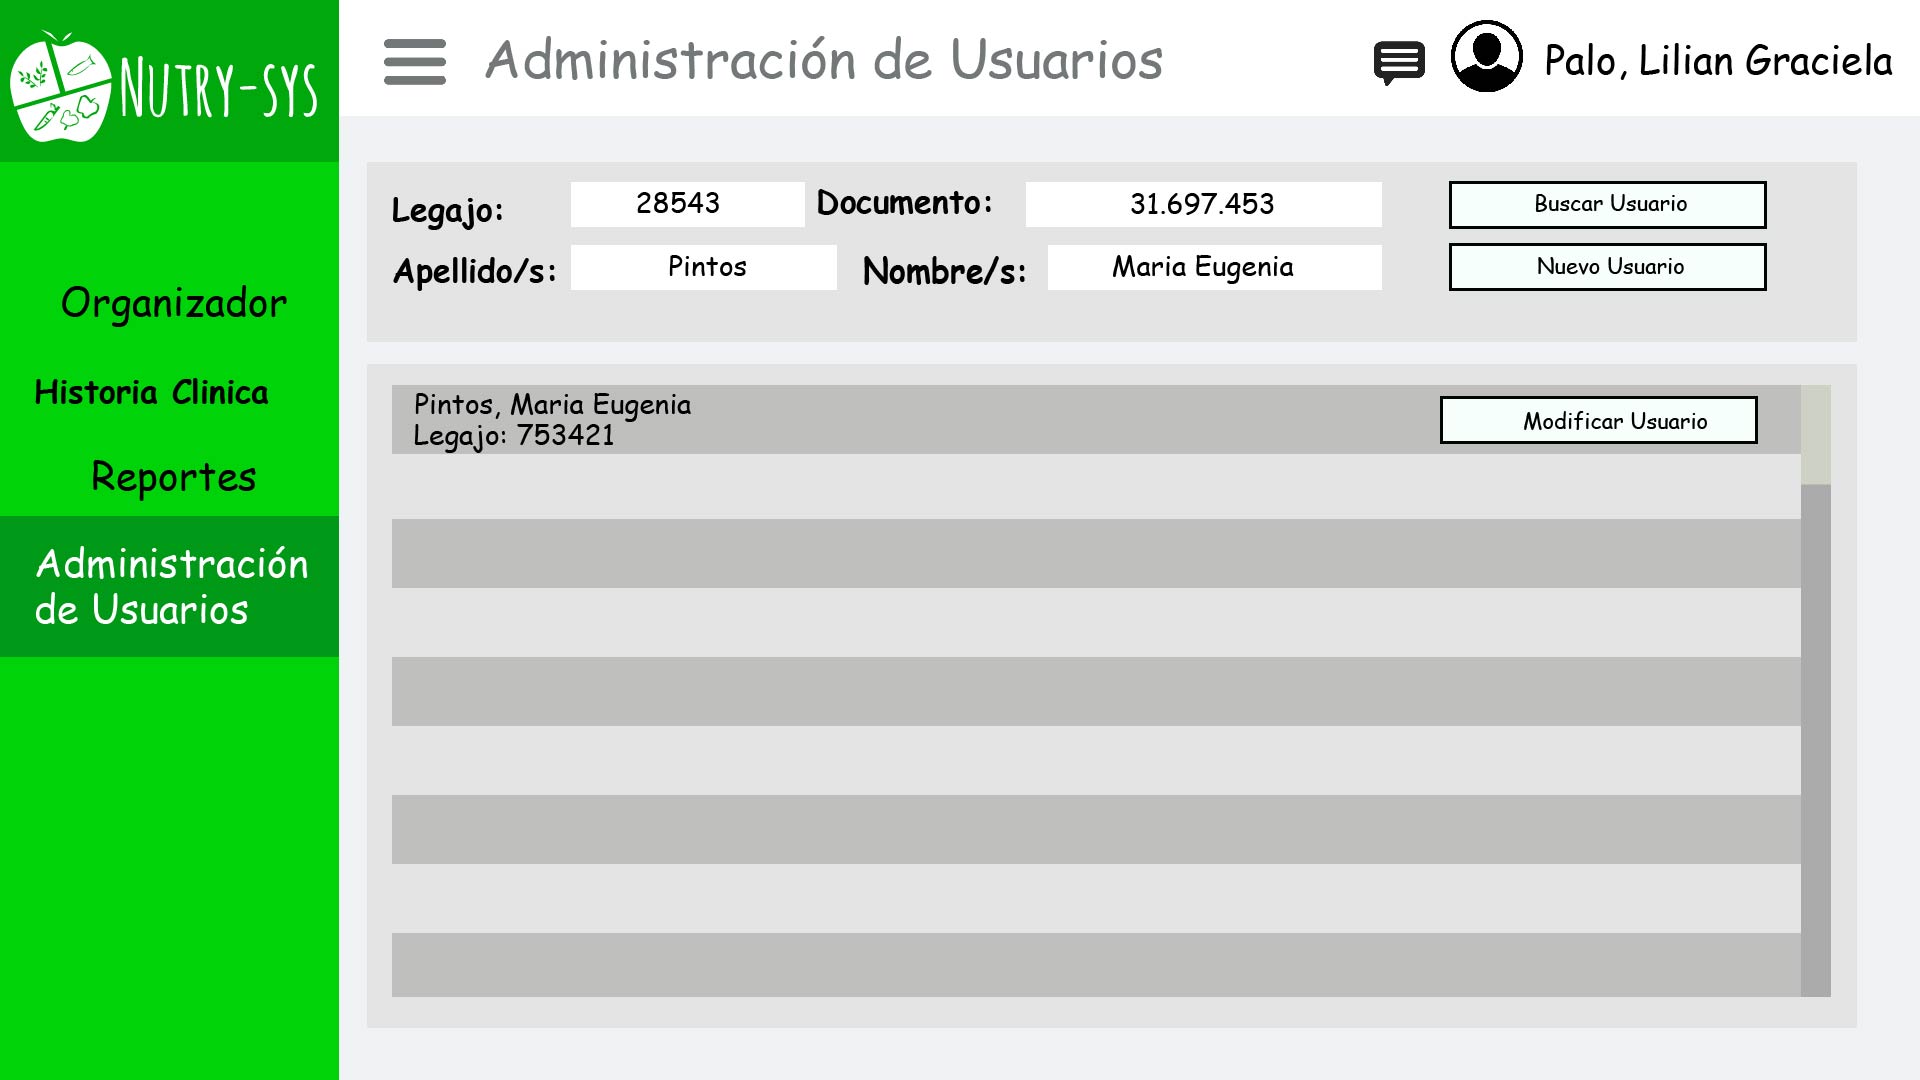 NUTRY-SYS
Administración de Usuarios
Palo, Lilian Graciela
Organizador
Historia Clinica
Reportes
Administración
de Usuarios
Legajo: 28543 Documento: 31.697.453 Buscar Usuario
Apellido/s: Pintos Nombre/s: Maria Eugenia Nuevo Usuario
Pintos, Maria Eugenia
Legajo: 753421
Modificar Usuario